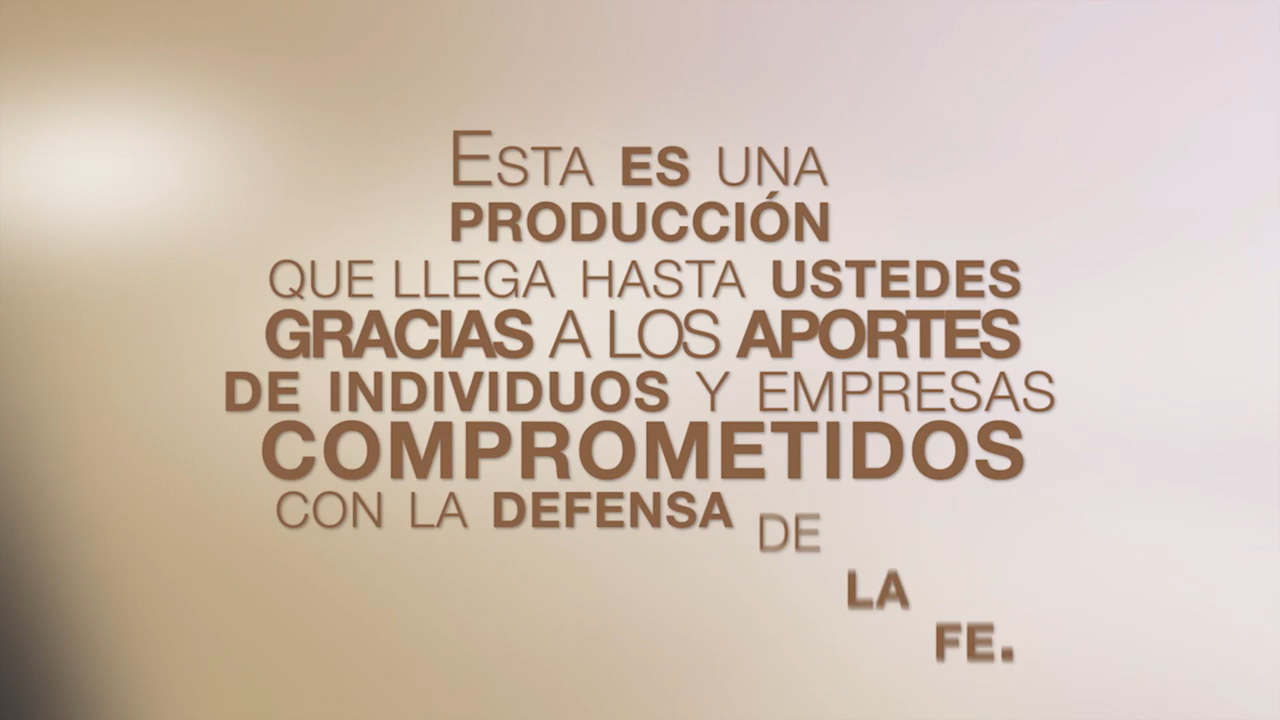 ESTA ES UNA
PRODUCCIÓN
QUE LLEGA HASTA USTEDES
GRACIAS A LOS APORTES
DE INDIVIDUOS Y EMPRESAS
COMPROMETIDOS
CON LA DEFENSA DE
LA
FE.